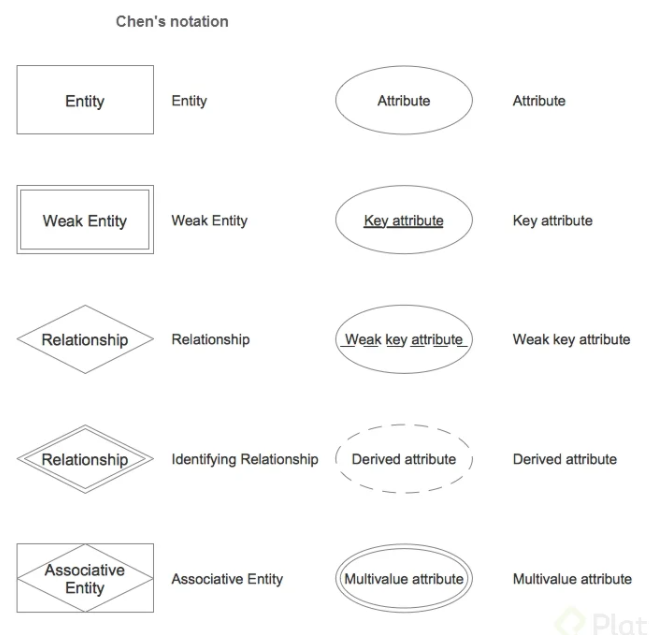 Chen's notation
Entity Entity Attribute Attribute
Weak Entity Weak Entity Key attribute Key attribute
Relationship Relationship Weak key attribute Weak key attribute
Relationship Identifying Relationship Derived attribute Derived attribute
Associative
Entity Associative Entity Multivalue attribute Multivalue attribute
Plat